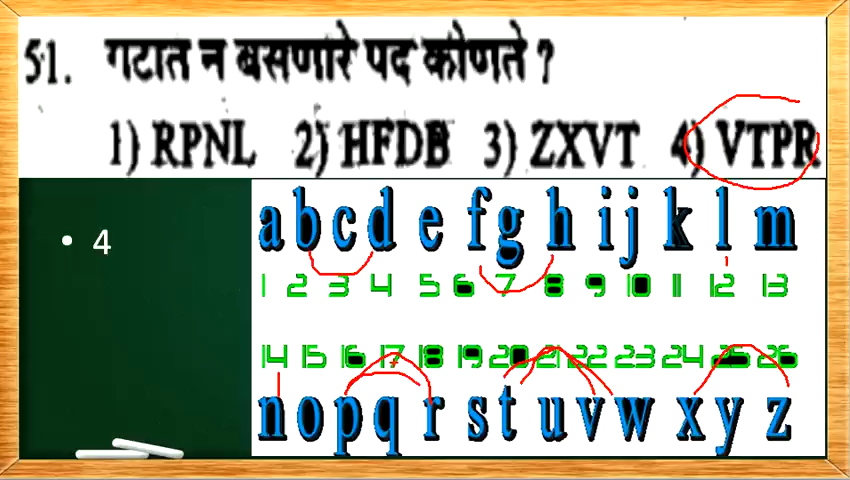 51. गटात न बसणारे पद कोणते ?
1) RPNL 2) HFDB 3) ZXVT 4) VTPR
• 4
a b c d e f g h i j k l m
1 2 3 4 5 6 7 8 9 10 11 12 13
14 15 16 17 18 19 20 21 22 23 24 25 26
n o p q r s t u v w x y z